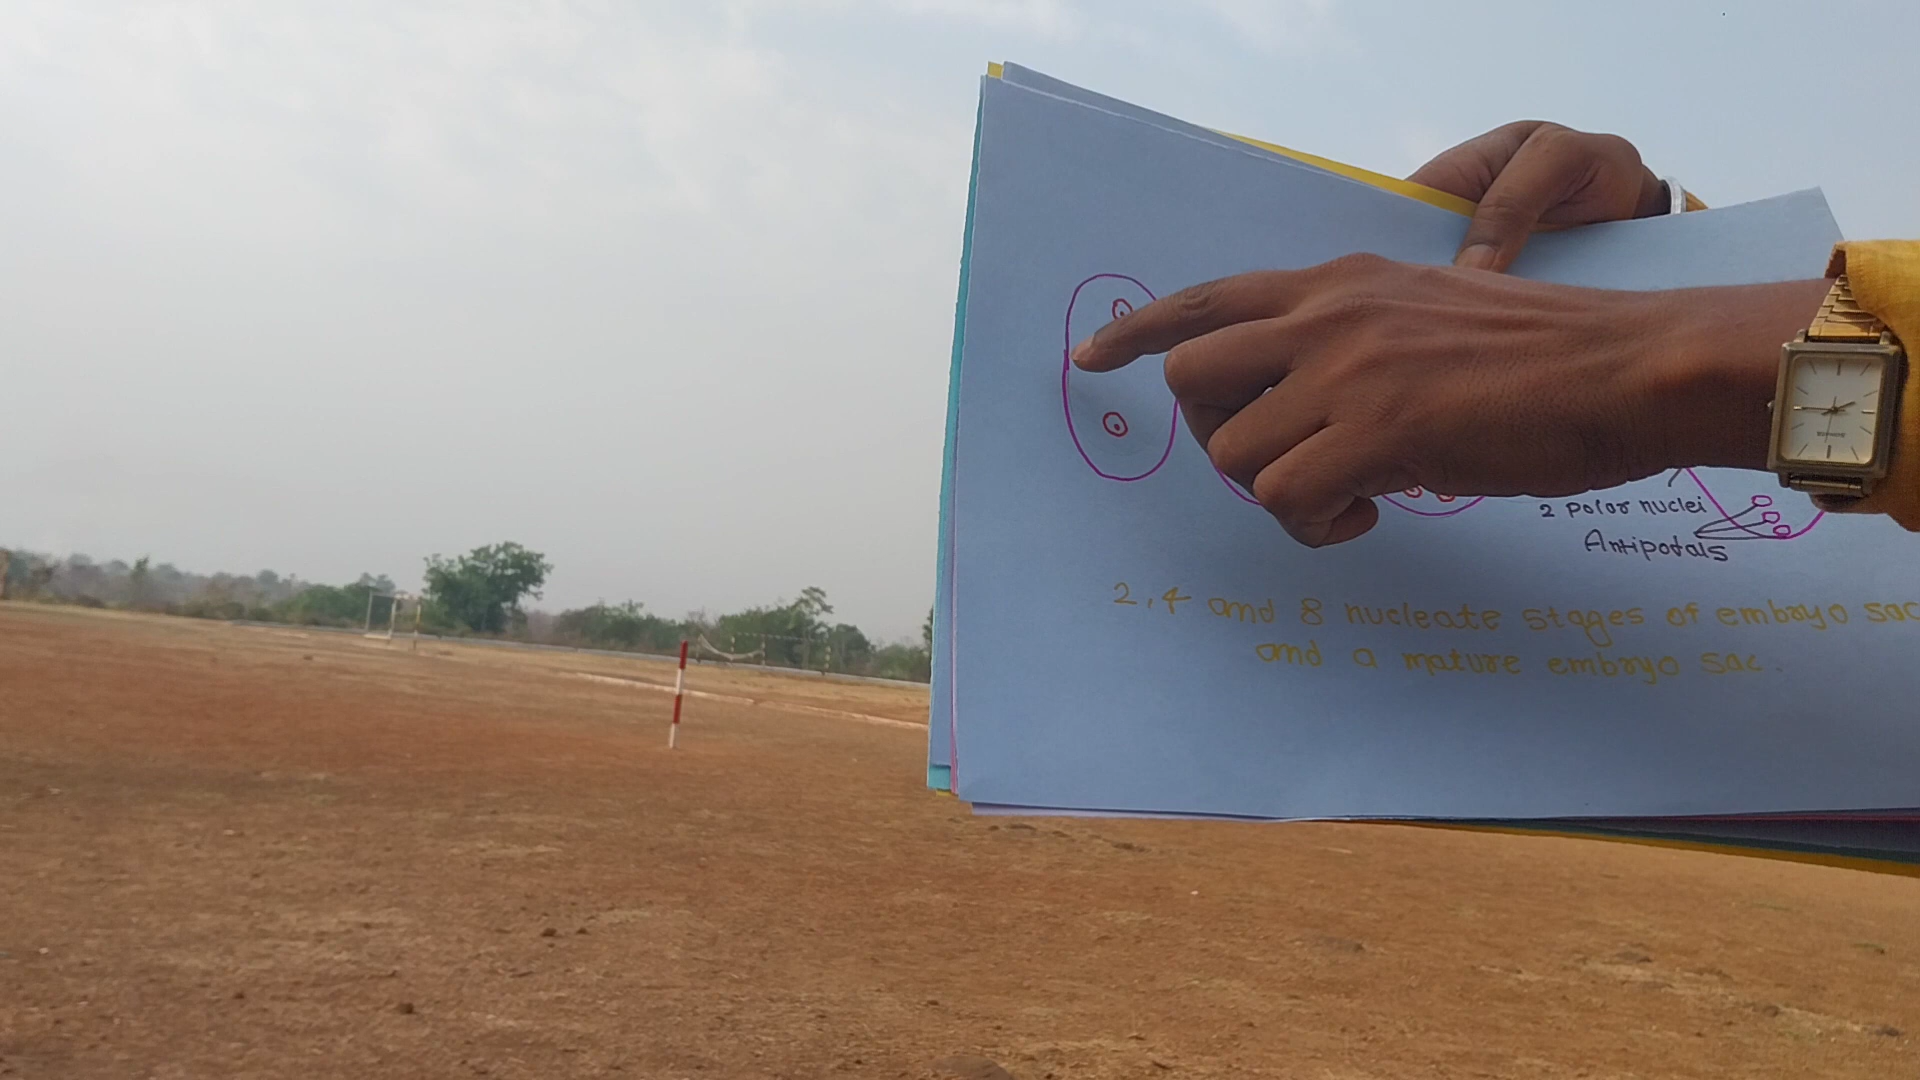 2 polar nuclei
Antipodals
2,4 and 8 nucleate stages of embryo sac
and a mature embryo sac.